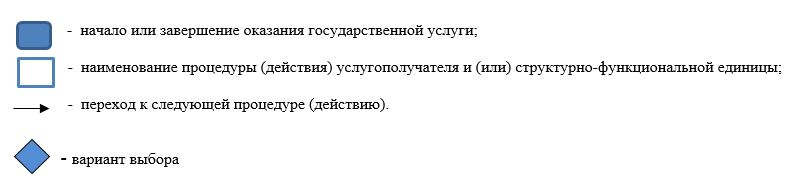 - начало или завершение оказания государственной услуги;
- наименование процедуры (действия) услугополучателя и (или) структурно-функциональной единицы;
- переход к следующей процедуре (действию).
- вариант выбора